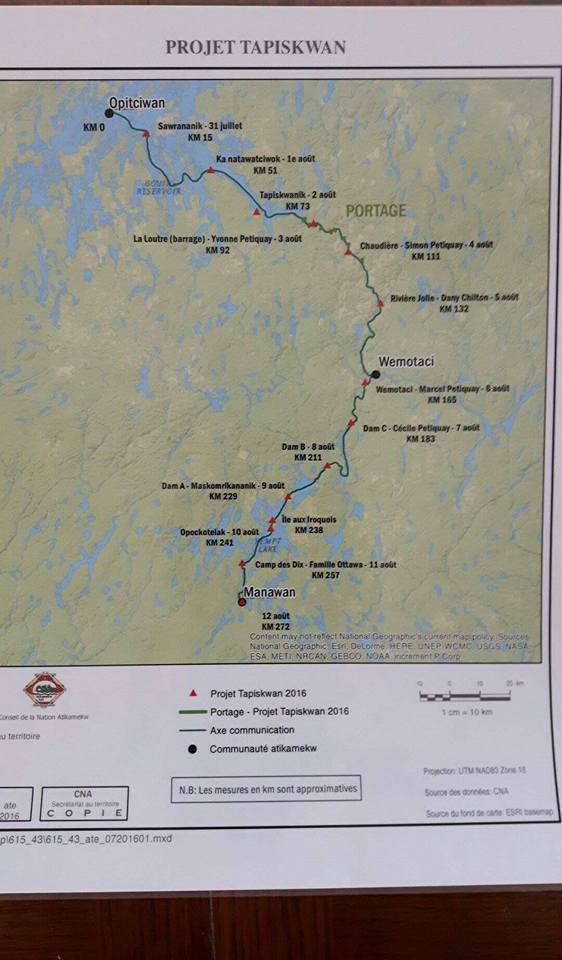 PROJET TAPISKWAN
Opitciwan
KM 0
Sawrananik - 31 juillet
KM 15
Ka natawatciwok - 1e août
KM 51
GOUIN
RESERVOIR
Tapiskwanik - 2 août
KM 73
PORTAGE
La Loutre (barrage) - Yvonne Petiquay - 3 août
KM 92
Chaudière - Simon Petiquay - 4 août
KM 111
Rivière Jolie - Dany Chilton - 5 août
KM 132
Wemotaci
Wemotaci - Marcel Petiquay - 6 août
KM 165
Dam C - Cécile Petiquay - 7 août
KM 183
Dam B - 8 août
KM 211
Dam A - Maskomrikananik - 9 août
KM 229
Île aux Iroquois
KM 238
Opockoteiak - 10 août
KM 241
KEMPT
LAKE
Camp des Dix - Famille Ottawa - 11 août
KM 257
Manawan
12 août
KM 272
Content may not reflect National Geographic's current map policy. Sources:
National Geographic, Esri, DeLorme, HERE, UNEP-WCMC, USGS, NASA,
ESA, METI, NRCAN, GEBCO, NOAA, increment P Corp.
Conseil de la Nation Atikamekw
au territoire
Projet Tapiskwan 2016
Portage - Projet Tapiskwan 2016
Axe communication
Communauté atikamekw
10 0 10 20 km
1 cm = 10 km
N.B: Les mesures en km sont approximatives
Projection: UTM NAD83 Zone 18
Source des données: CNA
Source du fond de carte: ESRI basemap
ate
2016
CNA
Secrétariat au territoire
C O P I E
p\615_43\615_43_ate_07201601.mxd